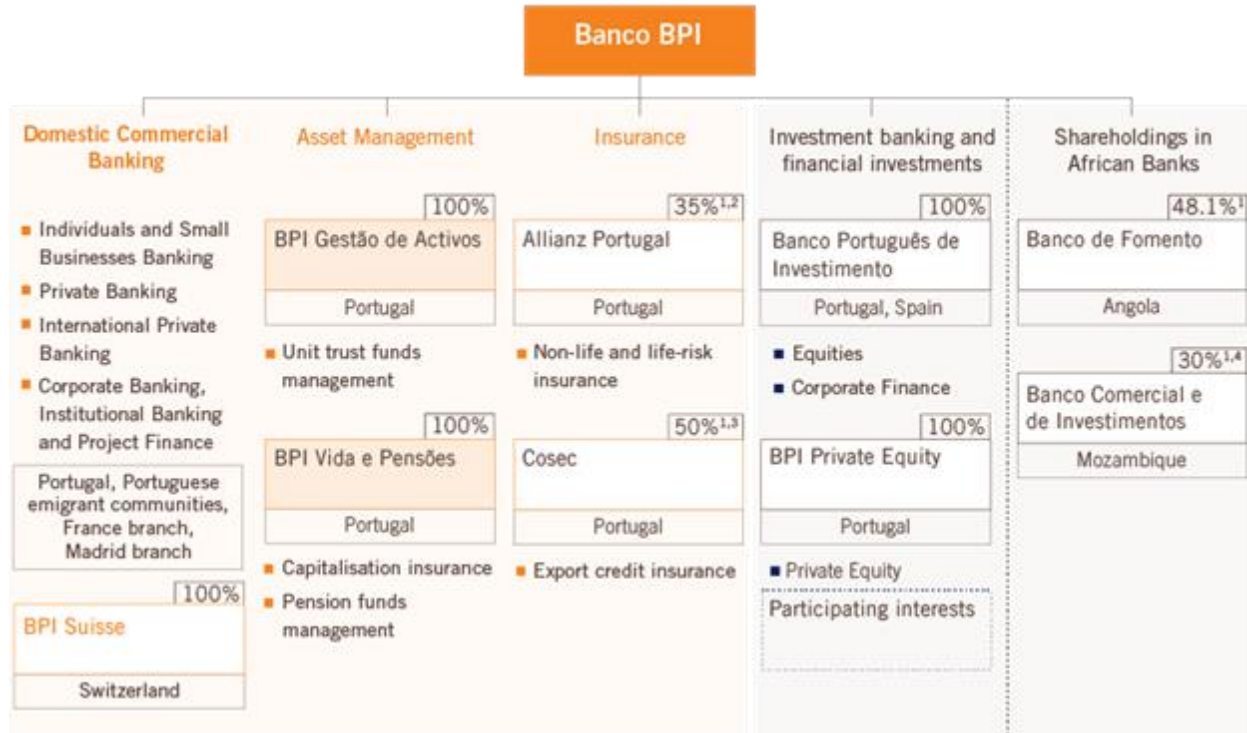 Banco BPI
Domestic Commercial
Banking
Individuals and Small
Businesses Banking
Private Banking
International Private
Banking
Corporate Banking,
Institutional Banking
and Project Finance
Portugal, Portuguese
emigrant communities,
France branch,
Madrid branch
100%
BPI Suisse
Switzerland
Asset Management
100%
BPI Gestão de Activos
Portugal
Unit trust funds
management
100%
BPI Vida e Pensões
Portugal
Capitalisation insurance
Pension funds
management
Insurance
35%1,2
Allianz Portugal
Portugal
Non-life and life-risk
insurance
50%1,3
Cosec
Portugal
Export credit insurance
Investment banking and
financial investments
100%
Banco Português de
Investimento
Portugal, Spain
Equities
Corporate Finance
100%
BPI Private Equity
Portugal
Private Equity
Participating interests
Shareholdings in
African Banks
48.1%1
Banco de Fomento
Angola
30%1,4
Banco Comercial e
de Investimentos
Mozambique